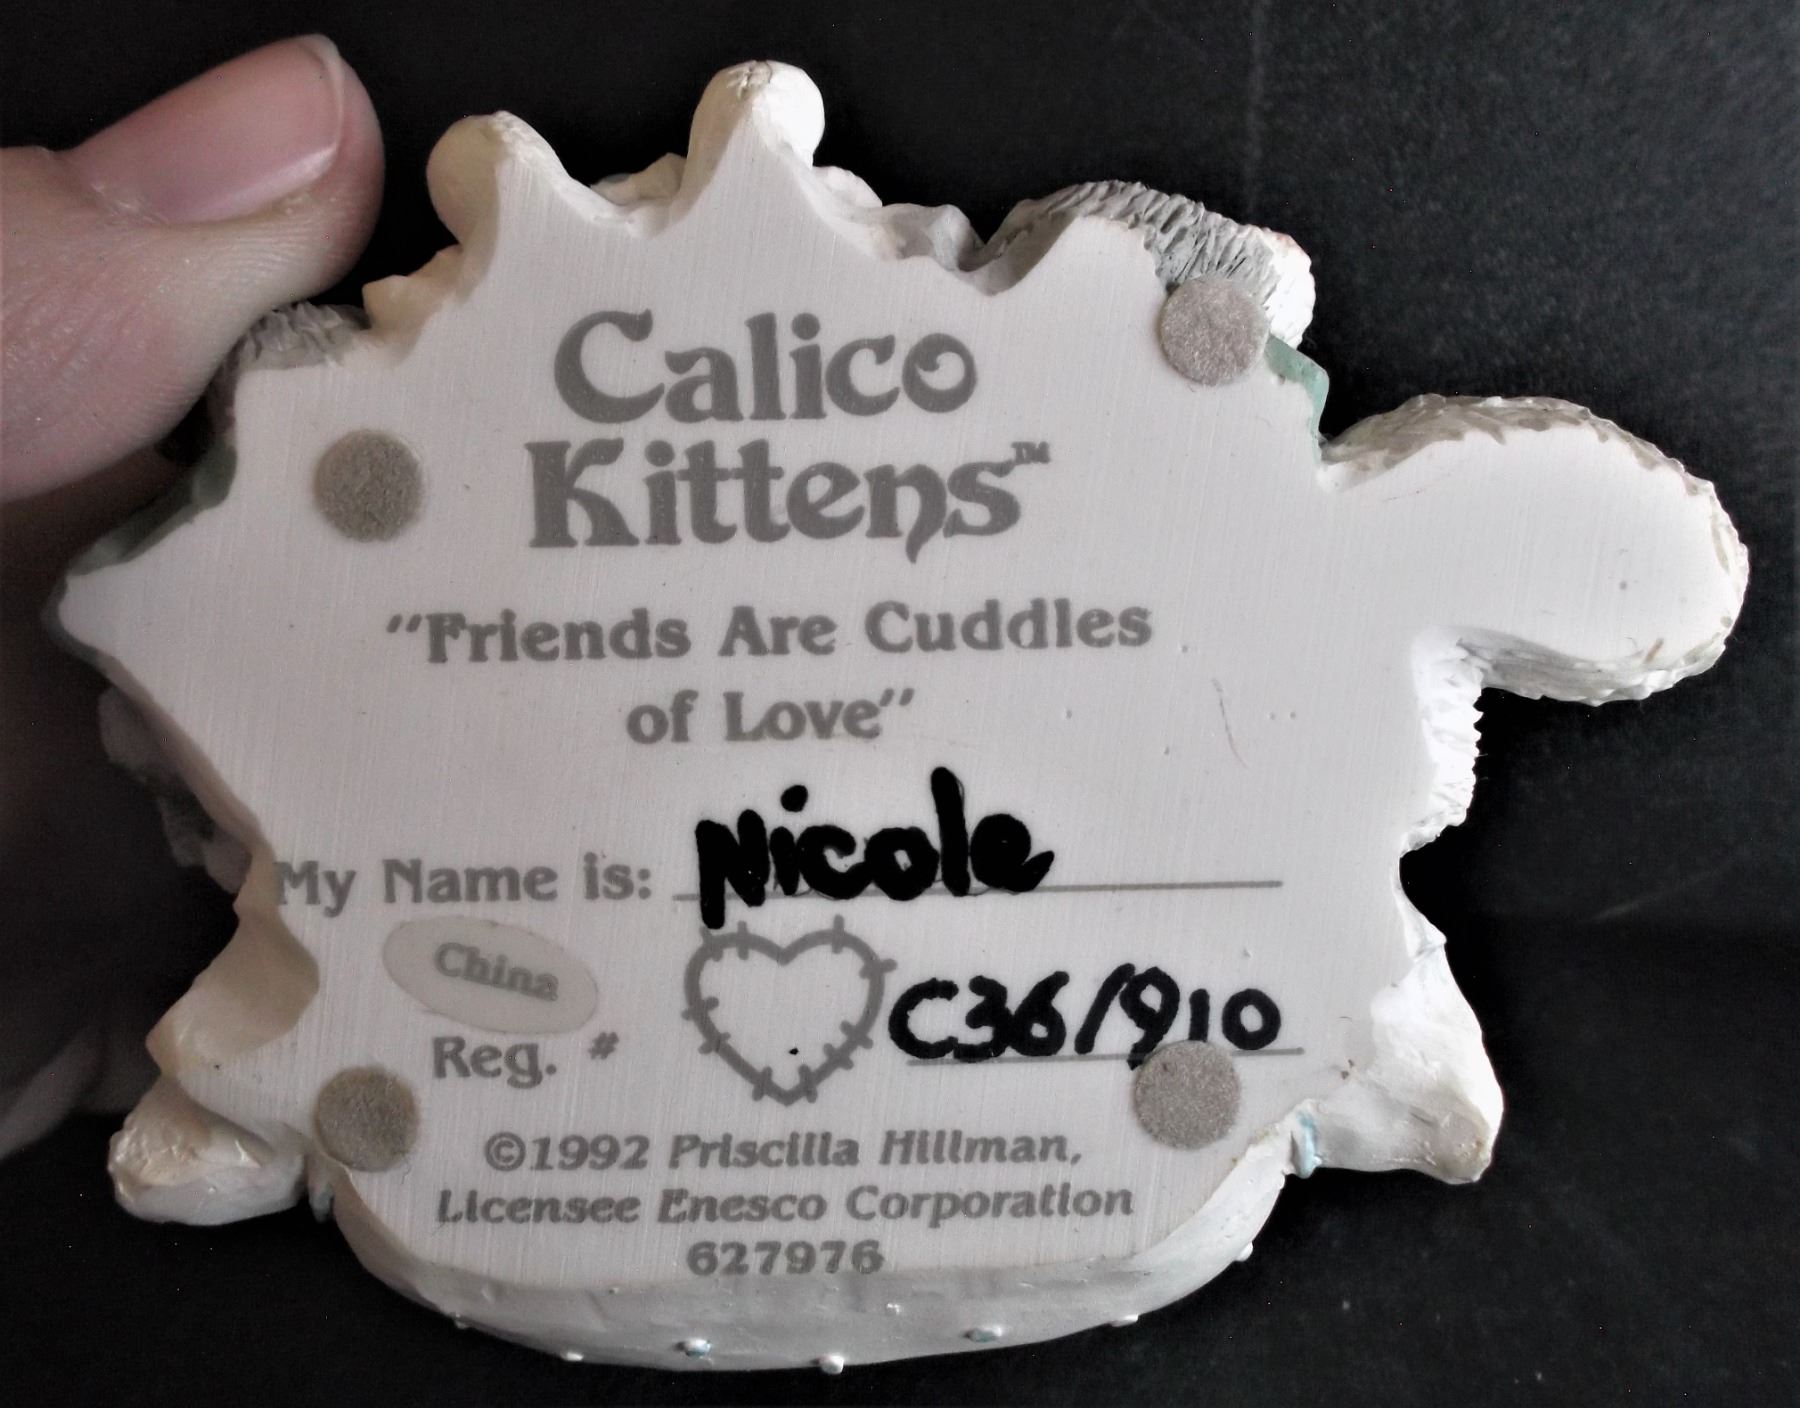 Calico
Kittens™
“Friends Are Cuddles
of Love”
My Name is: Nicole
China
Reg. # C36/910
©1992 Priscilla Hillman,
Licensee Enesco Corporation
627976